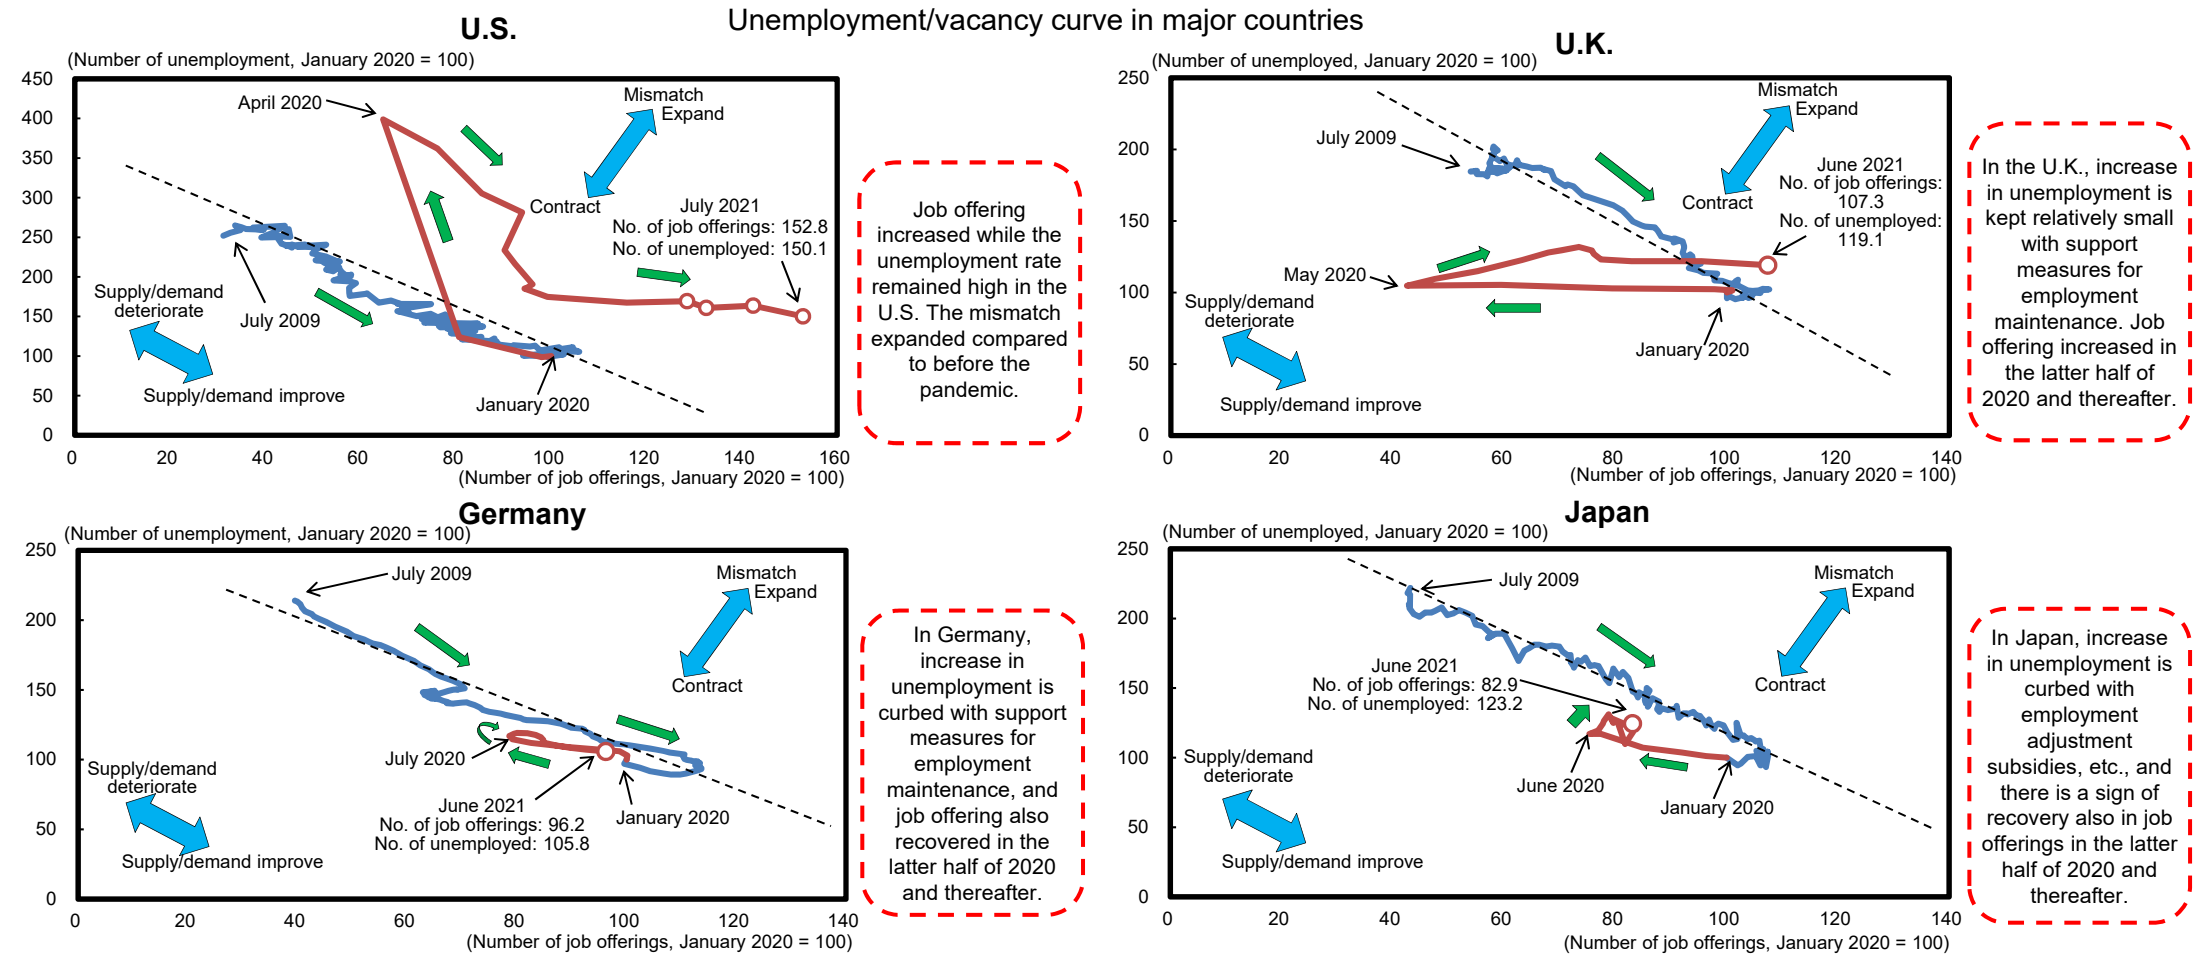 Unemployment/vacancy curve in major countries
U.S.
(Number of unemployment, January 2020 = 100)
450
400
350
300
250
200
150
100
50
0
0
20
40
60
80
100
120
140
160
(Number of job offerings, January 2020 = 100)
April 2020
Mismatch
Expand
Contract
July 2021
No. of job offerings: 152.8
No. of unemployed: 150.1
July 2009
Supply/demand
deteriorate
Supply/demand improve
January 2020
Job offering
increased while the
unemployment rate
remained high in the
U.S. The mismatch
expanded compared
to before the
pandemic.
U.K.
(Number of unemployed, January 2020 = 100)
250
200
150
100
50
0
0
20
40
60
80
100
120
140
(Number of job offerings, January 2020 = 100)
July 2009
Mismatch
Expand
Contract
June 2021
No. of job offerings:
107.3
No. of unemployed:
119.1
May 2020
Supply/demand
deteriorate
Supply/demand improve
January 2020
In the U.K., increase
in unemployment is
kept relatively small
with support
measures for
employment
maintenance. Job
offering increased in
the latter half of
2020 and thereafter.
Germany
(Number of unemployment, January 2020 = 100)
250
200
150
100
50
0
0
20
40
60
80
100
120
140
(Number of job offerings, January 2020 = 100)
July 2009
Mismatch
Expand
Contract
July 2020
Supply/demand
deteriorate
Supply/demand improve
June 2021
No. of job offerings: 96.2
No. of unemployed: 105.8
January 2020
In Germany,
increase in
unemployment is
curbed with support
measures for
employment
maintenance, and
job offering also
recovered in the
latter half of 2020
and thereafter.
Japan
(Number of unemployed, January 2020 = 100)
250
200
150
100
50
0
0
20
40
60
80
100
120
140
(Number of job offerings, January 2020 = 100)
July 2009
Mismatch
Expand
Contract
June 2021
No. of job offerings: 82.9
No. of unemployed: 123.2
Supply/demand
deteriorate
Supply/demand improve
June 2020
January 2020
In Japan, increase
in unemployment is
curbed with
employment
adjustment
subsidies, etc., and
there is a sign of
recovery also in job
offerings in the latter
half of 2020 and
thereafter.